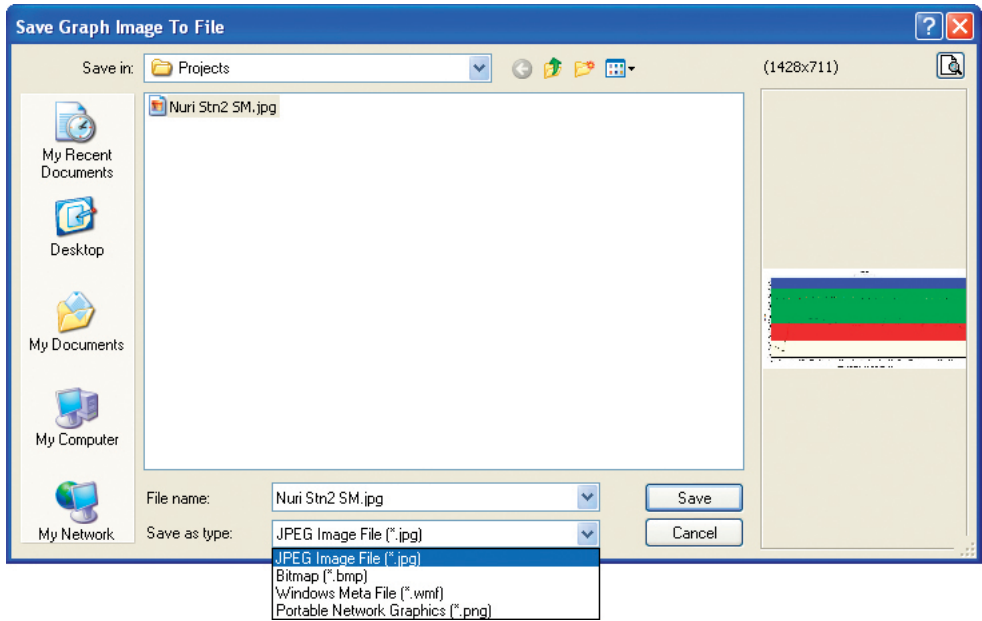 Save Graph Image To File
Save in: Projects (1428x711)
Nuri Stn2 SM.jpg
My Recent
Documents
Desktop
My Documents
My Computer
My Network
File name: Nuri Stn2 SM.jpg Save
Save as type: JPEG Image File (*.jpg) Cancel
JPEG Image File (*.jpg)
Bitmap (*.bmp)
Windows Meta File (*.wmf)
Portable Network Graphics (*.png)